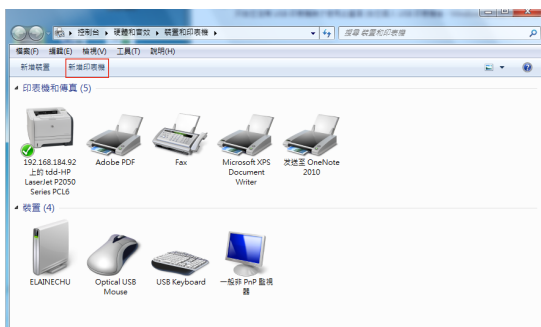 控制台 ▸ 硬體和音效 ▸ 裝置和印表機 ▸
搜尋 裝置和印表機
檔案(F) 編輯(E) 檢視(V) 工具(T) 說明(H)
新增裝置 新增印表機
印表機和傳真 (5)
192.168.184.92
上的 tdd-HP
LaserJet P2050
Series PCL6
Adobe PDF
Fax
Microsoft XPS
Document
Writer
发送至 OneNote
2010
裝置 (4)
ELAINECHU
Optical USB
Mouse
USB Keyboard
一般非 PnP 監視
器